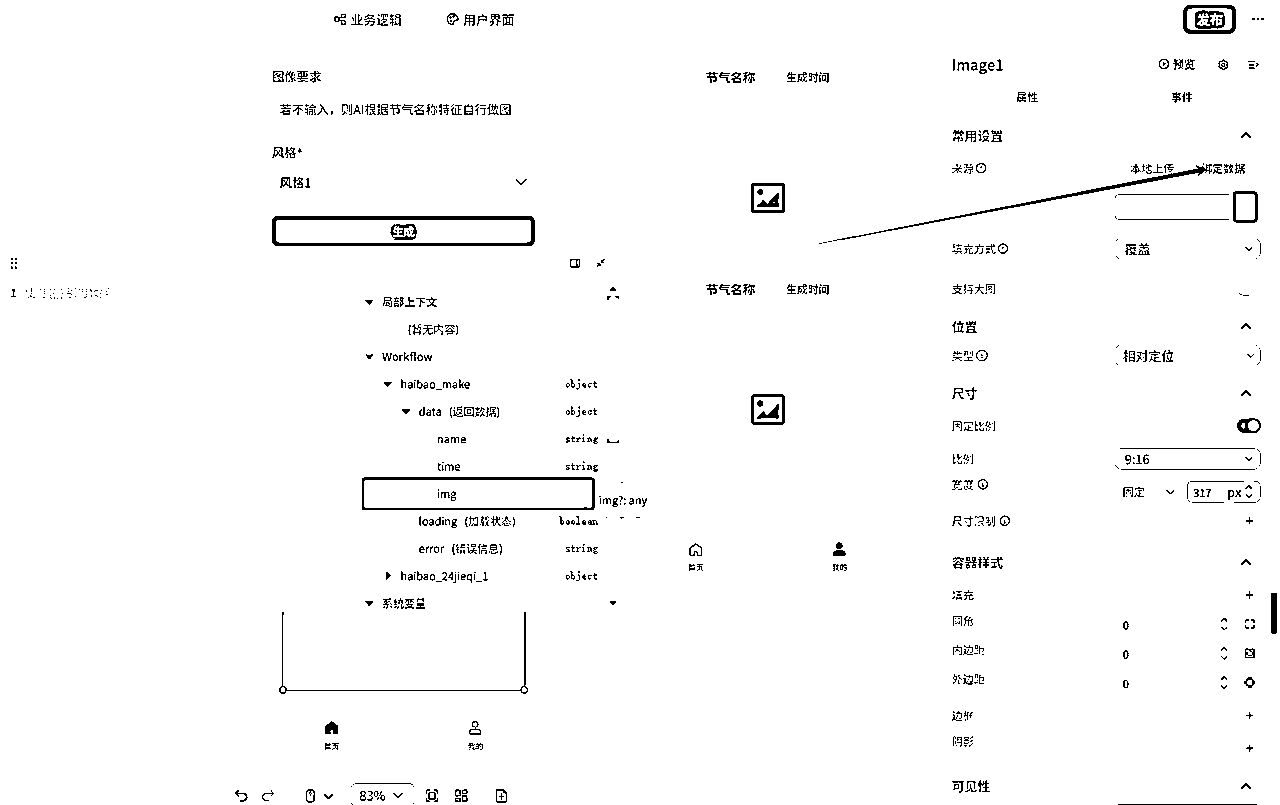 业务逻辑
用户界面
发布
图像要求
若不输入，则AI根据节气名称特征自行做图
风格*
风格1
生成
1
局部上下文
(暂无内容)
Workflow
haibao_make object
data (返回数据) object
name string
time string
img
img?: any
loading (加载状态) boolean
error (错误信息) string
haibao_24jieqi_1 object
系统变量
首页
我的
83%
节气名称
生成时间
节气名称
生成时间
首页
我的
Image1
预览
属性
事件
常用设置
来源
本地上传
绑定数据
填充方式
覆盖
支持大图
位置
类型
相对定位
尺寸
固定比例
比例
9:16
宽度
固定
317 px
尺寸限制
容器样式
填充
圆角
0
内边距
0
外边距
0
边框
阴影
可见性